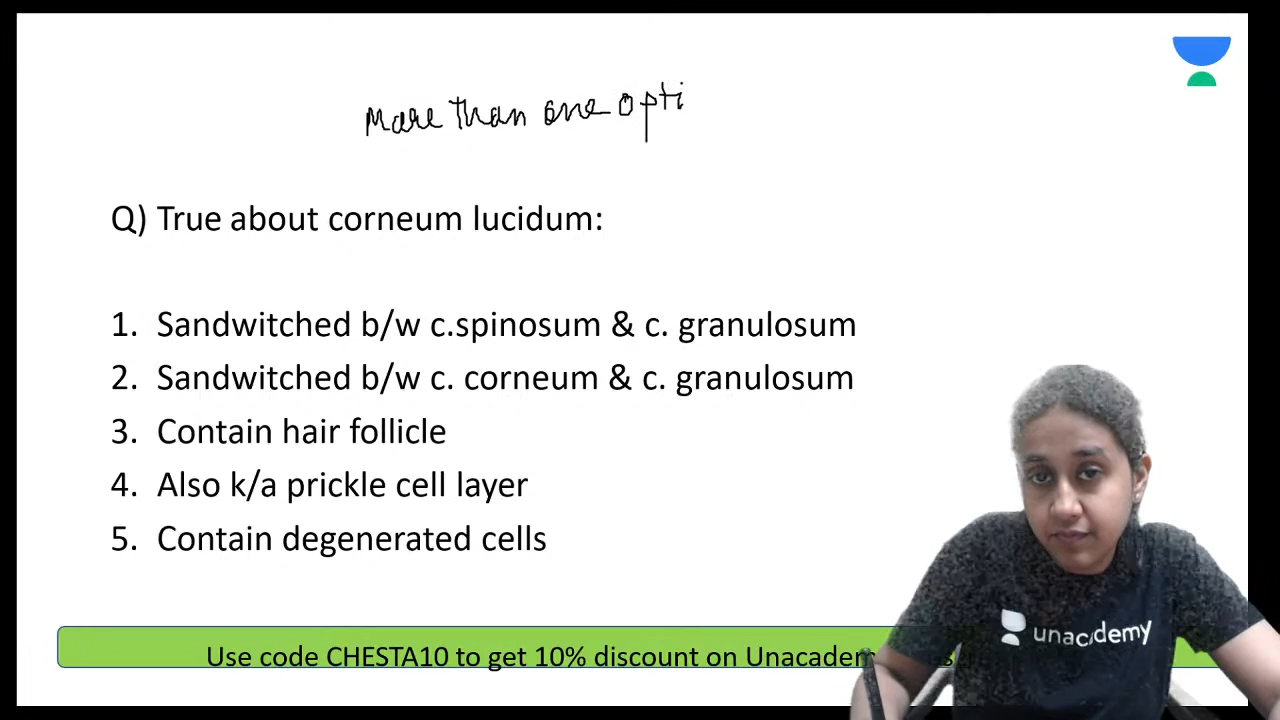 More than one opti
Q) True about corneum lucidum:
1. Sandwitched b/w c.spinosum & c. granulosum
2. Sandwitched b/w c. corneum & c. granulosum
3. Contain hair follicle
4. Also k/a prickle cell layer
5. Contain degenerated cells
unacademy
Use code CHESTA10 to get 10% discount on Unacadem